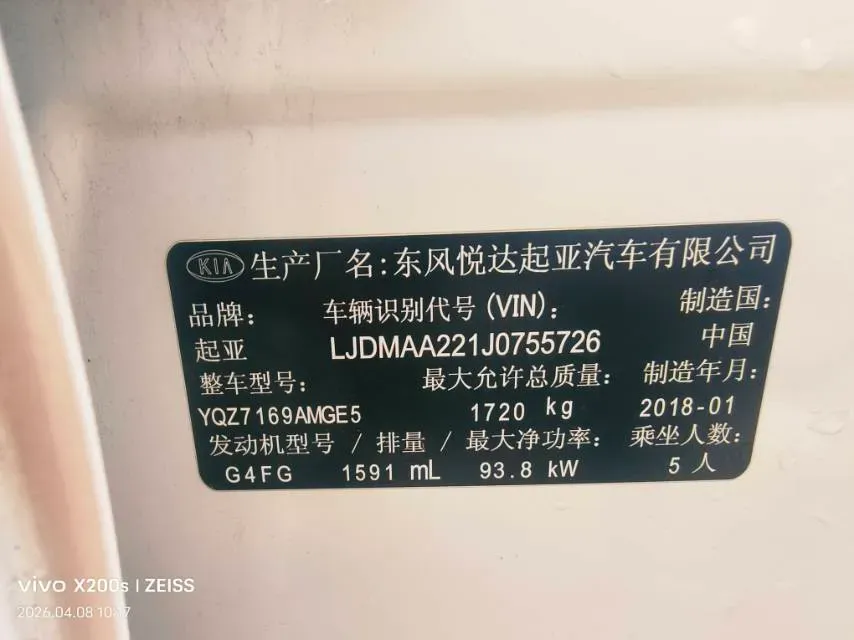 KIA 生产厂名:东风悦达起亚汽车有限公司
品牌: 车辆识别代号(VIN): 制造国:
起亚 LJDMAA221J0755726 中国
整车型号: 最大允许总质量: 制造年月:
YQZ7169AMGE5 1720 kg 2018-01
发动机型号/排量/最大净功率: 乘坐人数:
G4FG 1591 mL 93.8 kW 5人
vivo X200s | ZEISS
2026.04.08 10:17